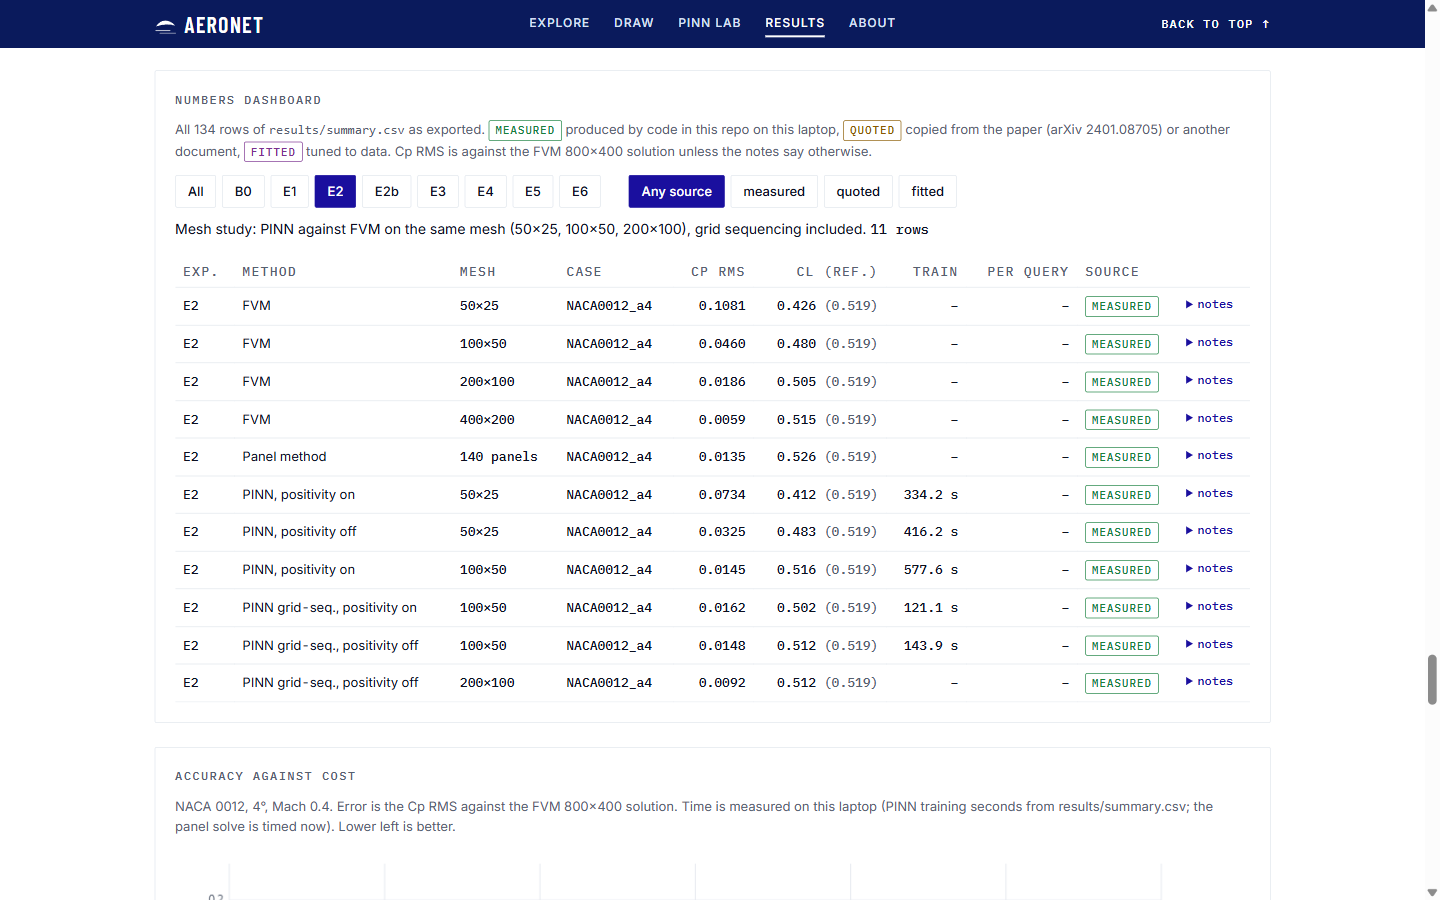 AERONET
EXPLORE DRAW PINN LAB RESULTS ABOUT
BACK TO TOP ↑
NUMBERS DASHBOARD
All 134 rows of results/summary.csv as exported. MEASURED produced by code in this repo on this laptop, QUOTED copied from the paper (arXiv 2401.08705) or another
document, FITTED tuned to data. Cp RMS is against the FVM 800×400 solution unless the notes say otherwise.
All B0 E1 E2 E2b E3 E4 E5 E6 Any source measured quoted fitted
Mesh study: PINN against FVM on the same mesh (50×25, 100×50, 200×100), grid sequencing included. 11 rows
EXP. METHOD MESH CASE CP RMS CL (REF.) TRAIN PER QUERY SOURCE
E2 FVM 50×25 NACA0012_a4 0.1081 0.426 (0.519) – – MEASURED ▶ notes
E2 FVM 100×50 NACA0012_a4 0.0460 0.480 (0.519) – – MEASURED ▶ notes
E2 FVM 200×100 NACA0012_a4 0.0186 0.505 (0.519) – – MEASURED ▶ notes
E2 FVM 400×200 NACA0012_a4 0.0059 0.515 (0.519) – – MEASURED ▶ notes
E2 Panel method 140 panels NACA0012_a4 0.0135 0.526 (0.519) – – MEASURED ▶ notes
E2 PINN, positivity on 50×25 NACA0012_a4 0.0734 0.412 (0.519) 334.2 s – MEASURED ▶ notes
E2 PINN, positivity off 50×25 NACA0012_a4 0.0325 0.483 (0.519) 416.2 s – MEASURED ▶ notes
E2 PINN, positivity on 100×50 NACA0012_a4 0.0145 0.516 (0.519) 577.6 s – MEASURED ▶ notes
E2 PINN grid-seq., positivity on 100×50 NACA0012_a4 0.0162 0.502 (0.519) 121.1 s – MEASURED ▶ notes
E2 PINN grid-seq., positivity off 100×50 NACA0012_a4 0.0148 0.512 (0.519) 143.9 s – MEASURED ▶ notes
E2 PINN grid-seq., positivity off 200×100 NACA0012_a4 0.0092 0.512 (0.519) – – MEASURED ▶ notes
ACCURACY AGAINST COST
NACA 0012, 4°, Mach 0.4. Error is the Cp RMS against the FVM 800×400 solution. Time is measured on this laptop (PINN training seconds from results/summary.csv; the
panel solve is timed now). Lower left is better.